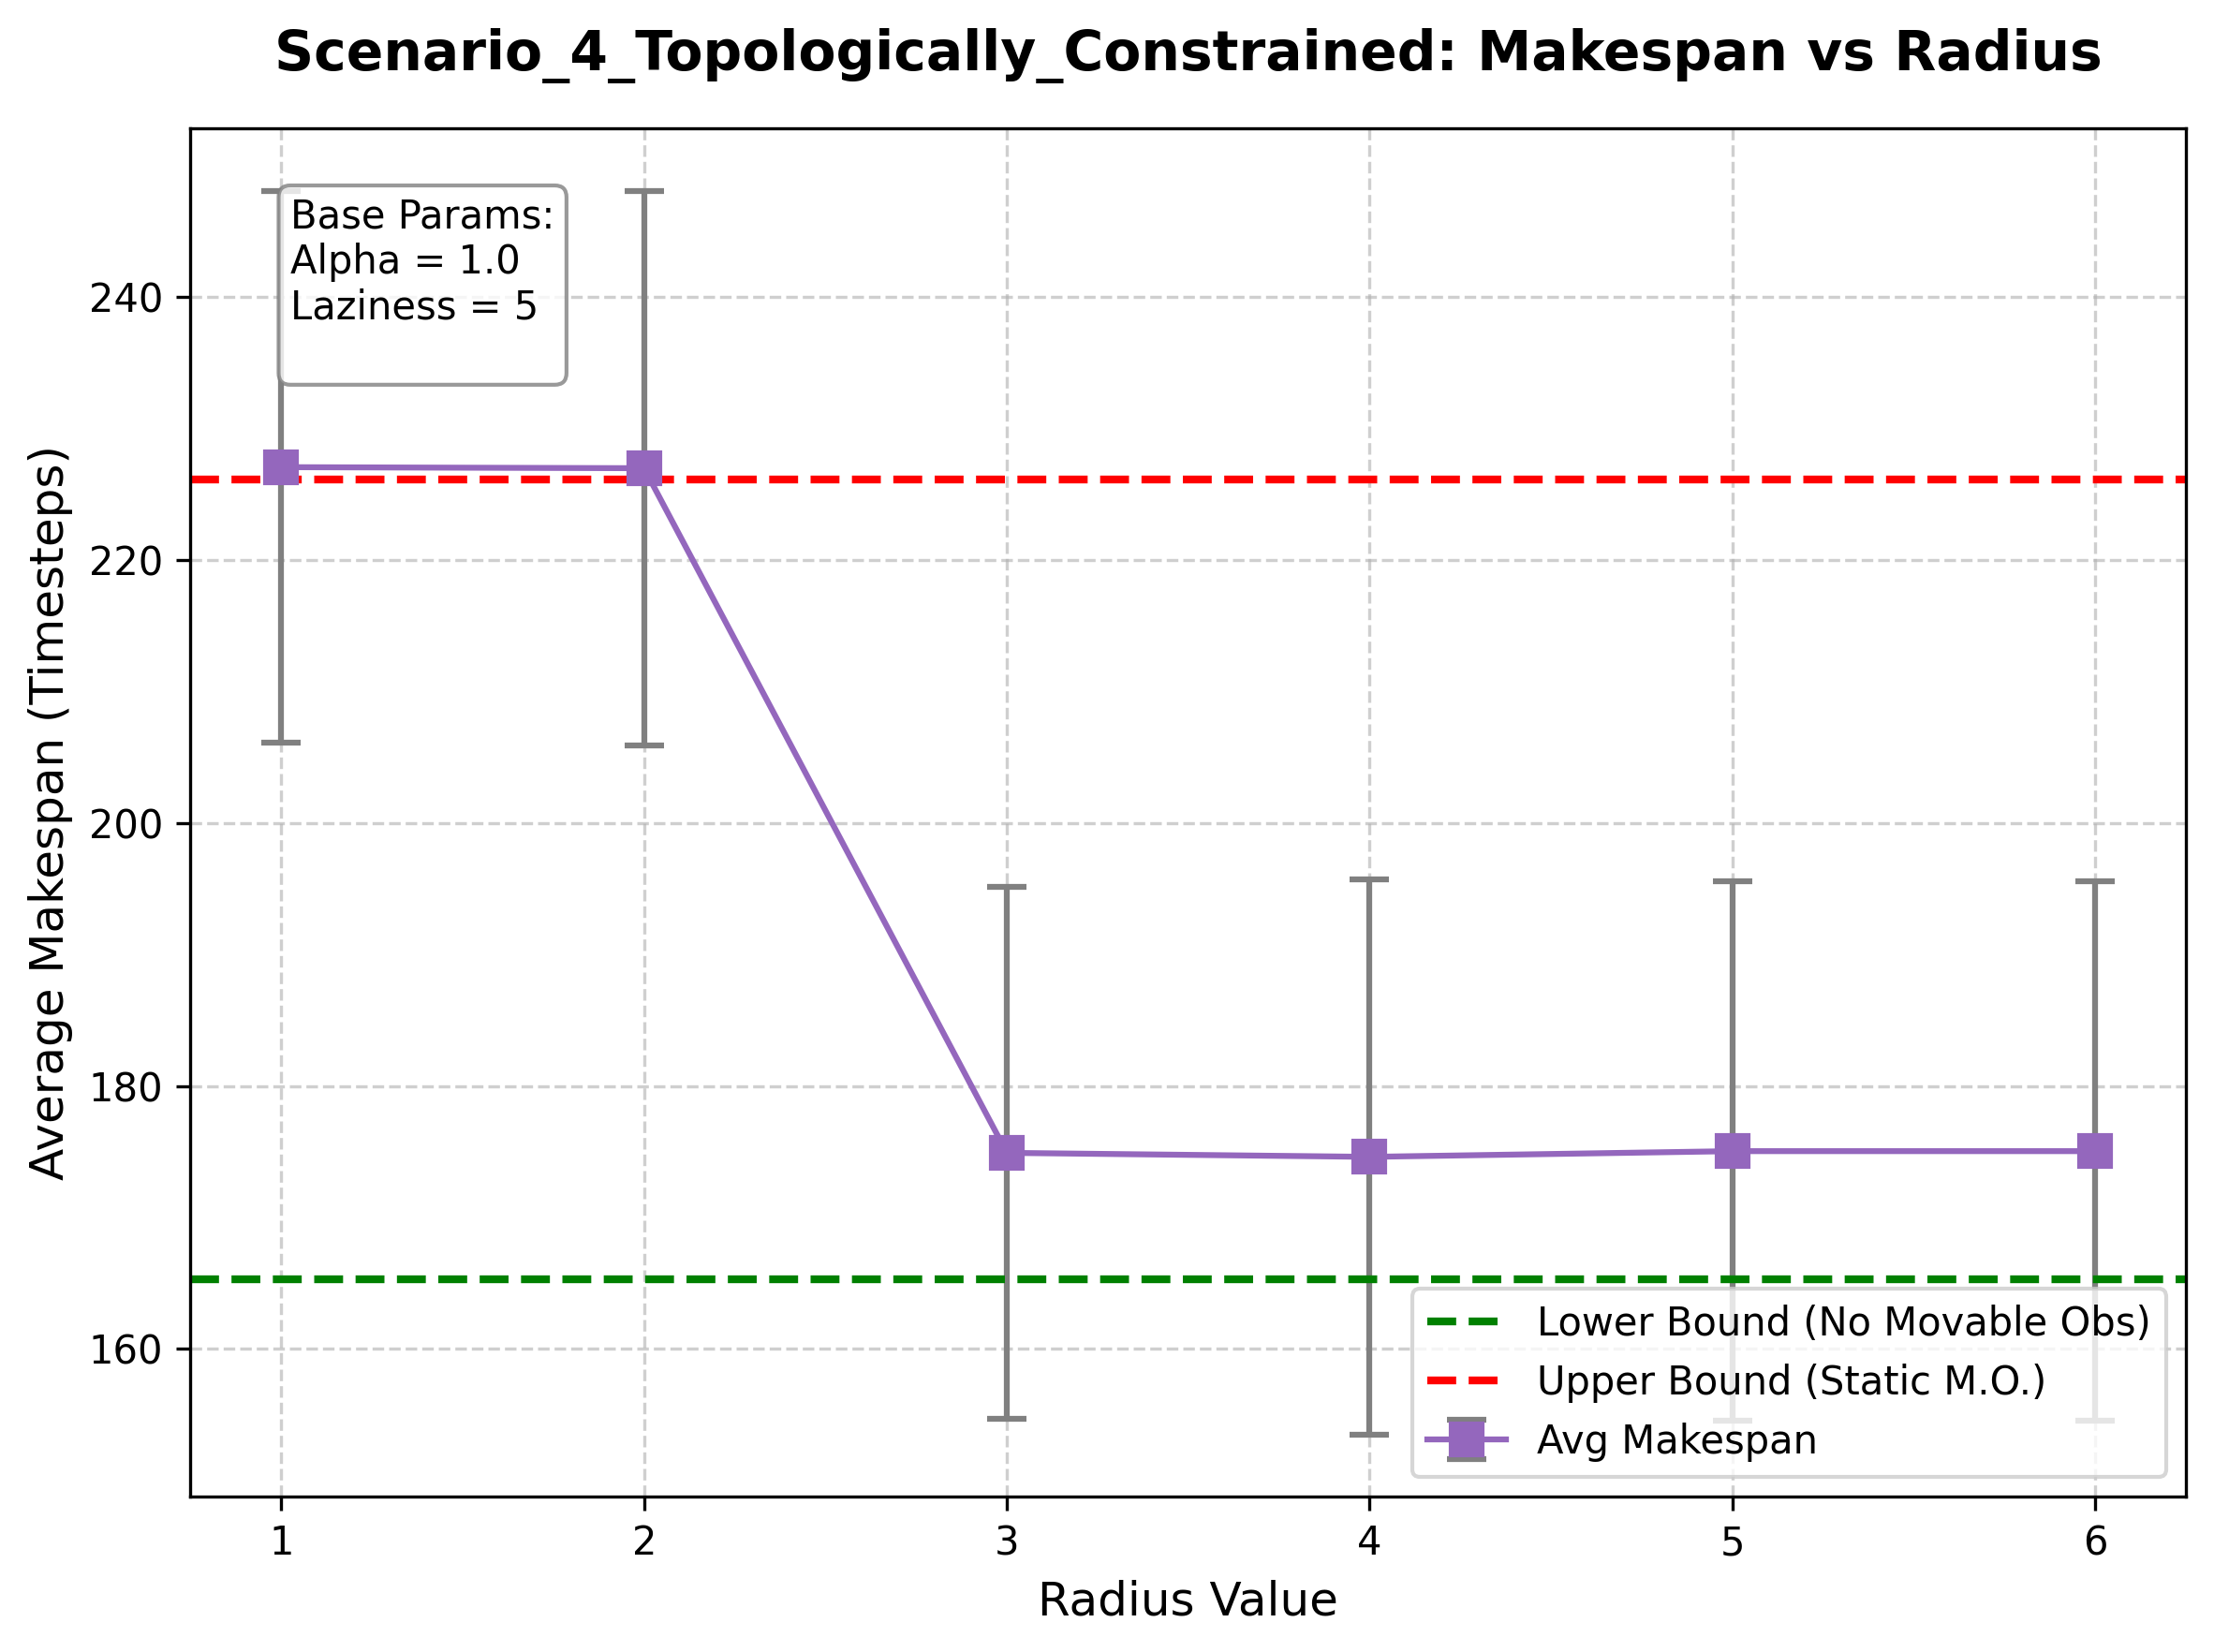 Scenario_4_Topologically_Constrained: Makespan vs Radius
Base Params:
Alpha = 1.0
Laziness = 5
Average Makespan (Timesteps)
240
220
200
180
160
Lower Bound (No Movable Obs)
Upper Bound (Static M.O.)
Avg Makespan
1 2 3 4 5 6
Radius Value